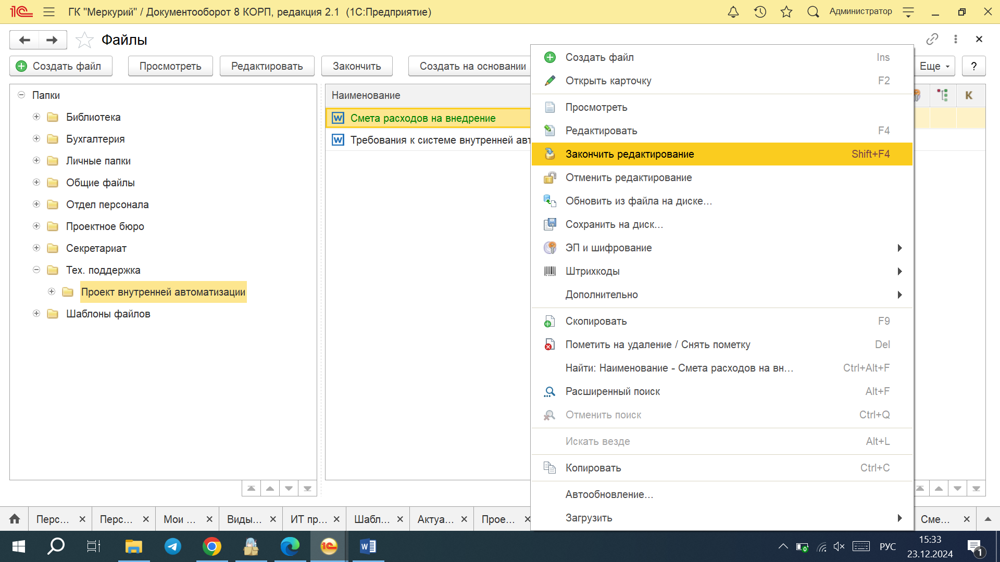 1С ГК "Меркурий" / Документооборот 8 КОРП, редакция 2.1 (1С:Предприятие) Администратор
Файлы
Создать файл Просмотреть Редактировать Закончить Создать на основании Еще ?
Папки
Библиотека
Бухгалтерия
Личные папки
Общие файлы
Отдел персонала
Проектное бюро
Секретариат
Тех. поддержка
Проект внутренней автоматизации
Шаблоны файлов
Наименование К
Смета расходов на внедрение
Требования к системе внутренней авт
Создать файл Ins
Открыть карточку F2
Просмотреть
Редактировать F4
Закончить редактирование Shift+F4
Отменить редактирование
Обновить из файла на диске...
Сохранить на диск...
ЭП и шифрование
Штрихкоды
Дополнительно
Скопировать F9
Пометить на удаление / Снять пометку Del
Найти: Наименование - Смета расходов на вн... Ctrl+Alt+F
Расширенный поиск Alt+F
Отменить поиск Ctrl+Q
Искать везде Alt+L
Копировать Ctrl+C
Автообновление...
Загрузить
Перс... Перс... Мои ... Виды... ИТ пр... Шабл... Актуа... Прое... Сме...
РУС 15:33
23.12.2024 1